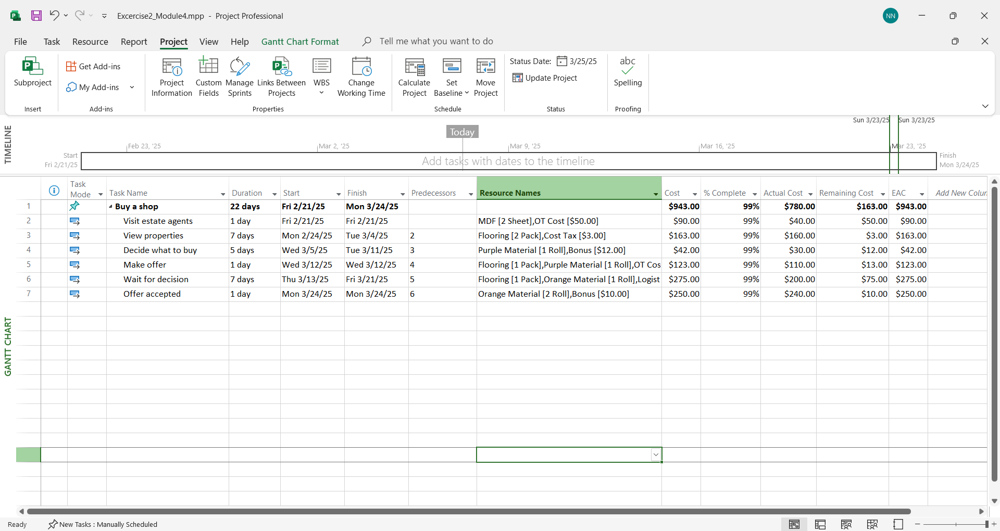 Excercise2_Module4.mpp - Project Professional
NN
File Task Resource Report Project View Help Gantt Chart Format Tell me what you want to do
Subproject
Insert
Get Add-ins
My Add-ins
Add-ins
Project Information
Custom Fields
Manage Sprints
Links Between Projects
WBS
Change Working Time
Properties
Calculate Project
Set Baseline
Move Project
Schedule
Status Date: 3/25/25
Update Project
Status
abc
Spelling
Proofing
TIMELINE
Sun 3/23/25 Sun 3/23/25
Today
Feb 23, '25 Mar 2, '25 Mar 9, '25 Mar 16, '25 Mar 23, '25
Start
Fri 2/21/25
Add tasks with dates to the timeline
Finish
Mon 3/24/25
GANTT CHART
Task Mode Task Name Duration Start Finish Predecessors Resource Names Cost % Complete Actual Cost Remaining Cost EAC Add New Colun
1 Buy a shop 22 days Fri 2/21/25 Mon 3/24/25 $943.00 99% $780.00 $163.00 $943.00
2 Visit estate agents 1 day Fri 2/21/25 Fri 2/21/25 MDF [2 Sheet],OT Cost [$50.00] $90.00 99% $40.00 $50.00 $90.00
3 View properties 7 days Mon 2/24/25 Tue 3/4/25 2 Flooring [2 Pack],Cost Tax [$3.00] $163.00 99% $160.00 $3.00 $163.00
4 Decide what to buy 5 days Wed 3/5/25 Tue 3/11/25 3 Purple Material [1 Roll],Bonus [$12.00] $42.00 99% $30.00 $12.00 $42.00
5 Make offer 1 day Wed 3/12/25 Wed 3/12/25 4 Flooring [1 Pack],Purple Material [1 Roll],OT Cos $123.00 99% $110.00 $13.00 $123.00
6 Wait for decision 7 days Thu 3/13/25 Fri 3/21/25 5 Flooring [1 Pack],Orange Material [1 Roll],Logist $275.00 99% $200.00 $75.00 $275.00
7 Offer accepted 1 day Mon 3/24/25 Mon 3/24/25 6 Orange Material [2 Roll],Bonus [$10.00] $250.00 99% $240.00 $10.00 $250.00
Ready New Tasks : Manually Scheduled